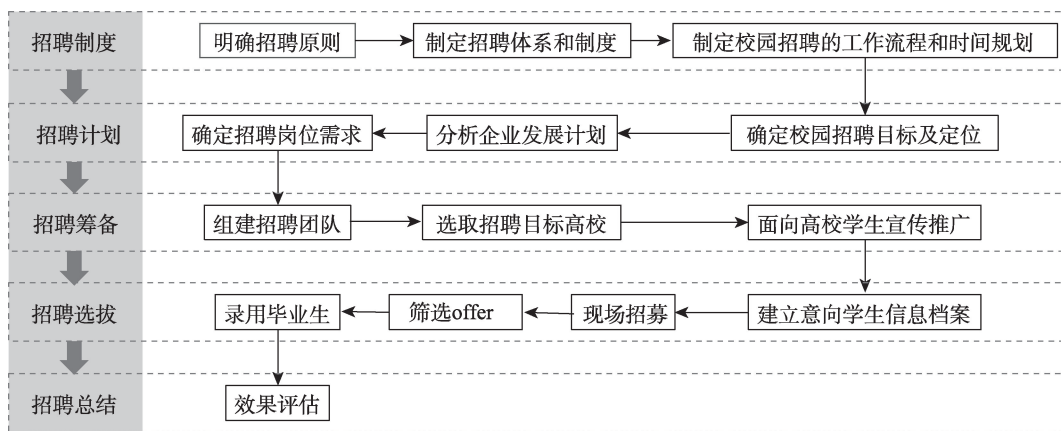 招聘制度
明确招聘原则
制定招聘体系和制度
制定校园招聘的工作流程和时间规划
招聘计划
确定招聘岗位需求
分析企业发展计划
确定校园招聘目标及定位
招聘筹备
组建招聘团队
选取招聘目标高校
面向高校学生宣传推广
招聘选拔
录用毕业生
筛选offer
现场招募
建立意向学生信息档案
招聘总结
效果评估